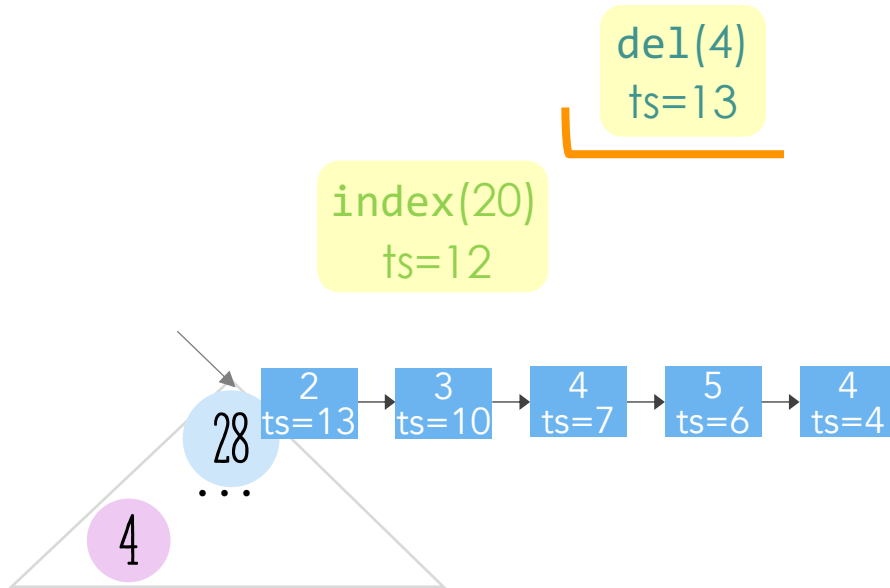 del(4)
ts=13
index(20)
ts=12
2
ts=13
3
ts=10
4
ts=7
5
ts=6
4
ts=4
28
...
4